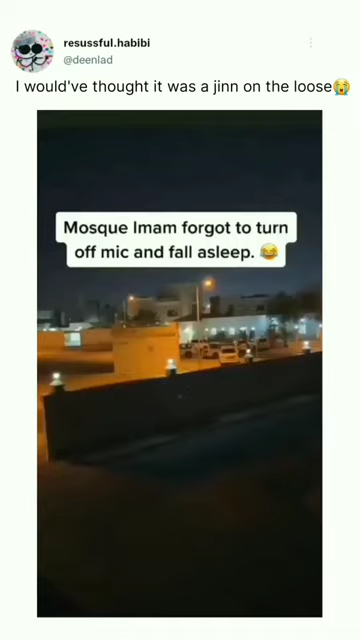 resussful.habibi
@deenlad
I would've thought it was a jinn on the loose😭
Mosque Imam forgot to turn
off mic and fall asleep. 😂